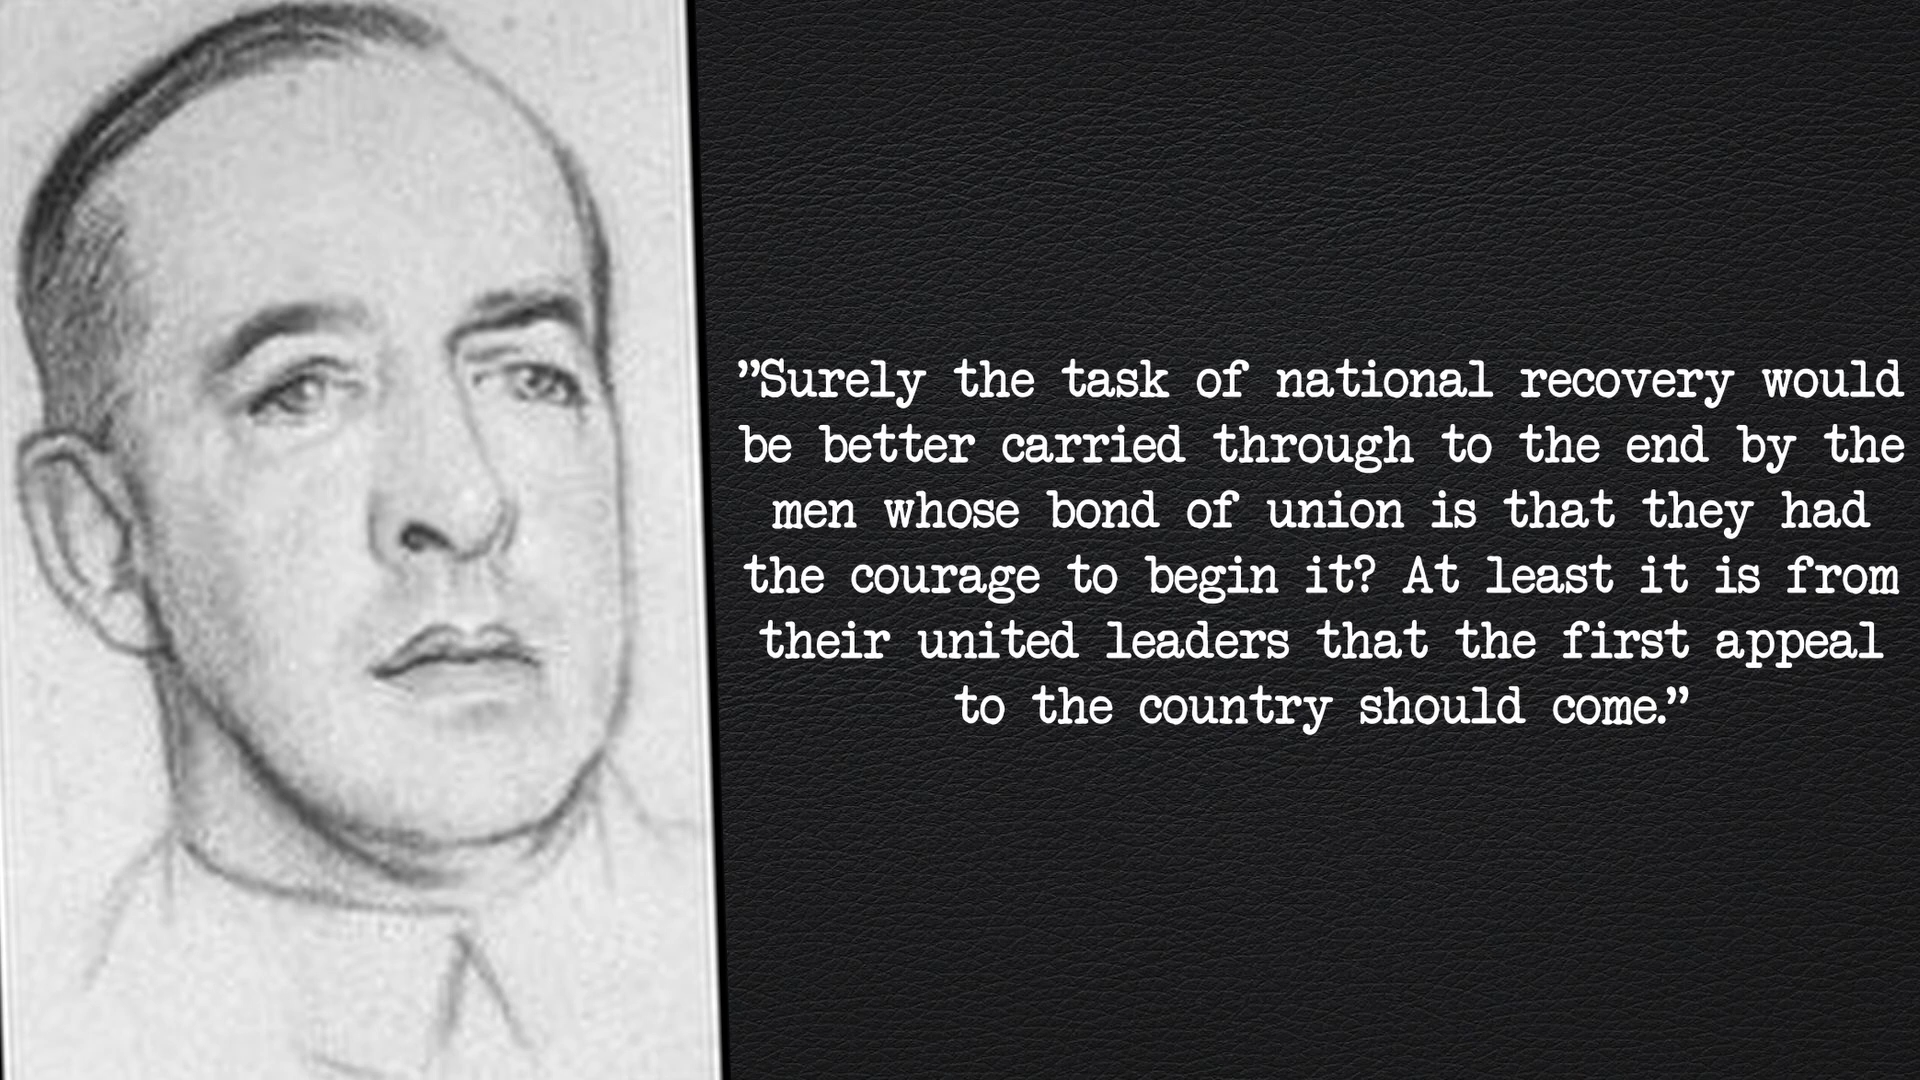 ”Surely the task of national recovery would
be better carried through to the end by the
men whose bond of union is that they had
the courage to begin it? At least it is from
their united leaders that the first appeal
to the country should come.”